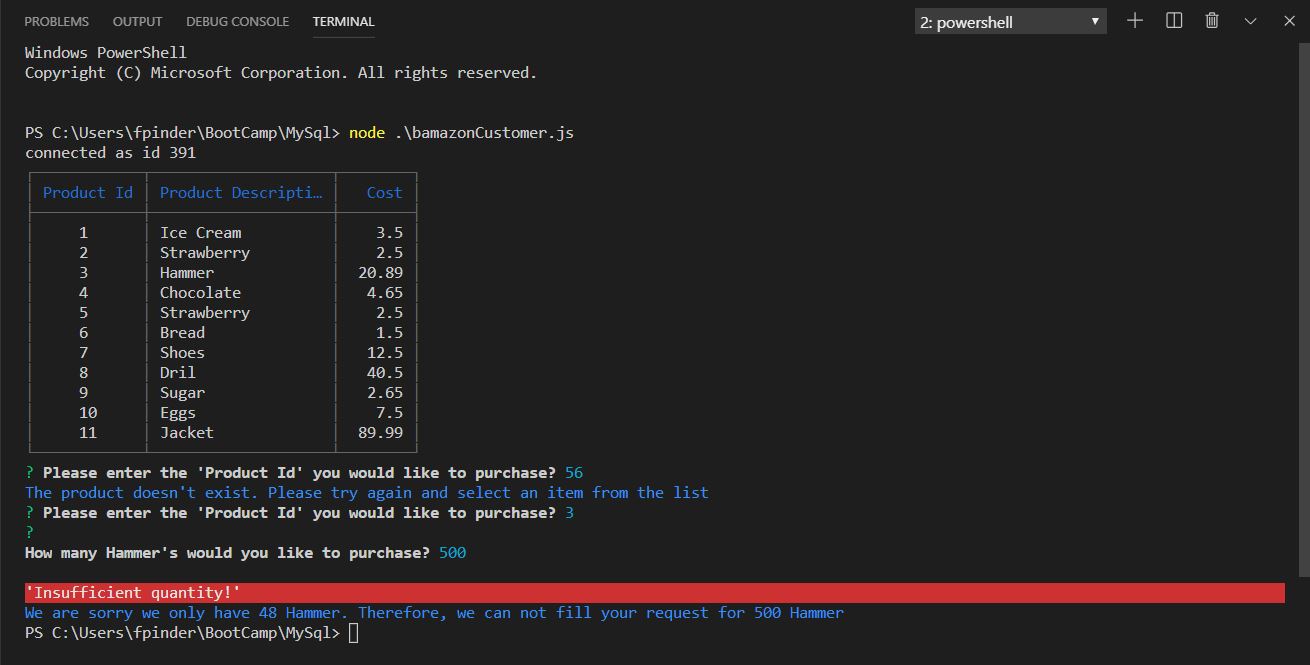 PROBLEMS OUTPUT DEBUG CONSOLE TERMINAL 2: powershell
Windows PowerShell
Copyright (C) Microsoft Corporation. All rights reserved.
PS C:\Users\fpinder\BootCamp\MySql> node .\bamazonCustomer.js
connected as id 391
Product Id Product Descripti… Cost
1 Ice Cream 3.5
2 Strawberry 2.5
3 Hammer 20.89
4 Chocolate 4.65
5 Strawberry 2.5
6 Bread 1.5
7 Shoes 12.5
8 Dril 40.5
9 Sugar 2.65
10 Eggs 7.5
11 Jacket 89.99
? Please enter the 'Product Id' you would like to purchase? 56
The product doesn't exist. Please try again and select an item from the list
? Please enter the 'Product Id' you would like to purchase? 3
?
How many Hammer's would you like to purchase? 500
'Insufficient quantity!'
We are sorry we only have 48 Hammer. Therefore, we can not fill your request for 500 Hammer
PS C:\Users\fpinder\BootCamp\MySql>